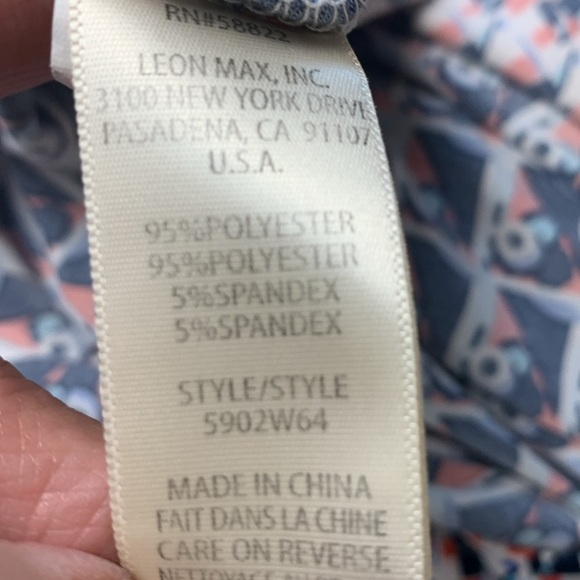 RN#58822
LEON MAX, INC.
3100 NEW YORK DRIVE
PASADENA, CA 91107
U.S.A.
95%POLYESTER
95%POLYESTER
5%SPANDEX
5%SPANDEX
STYLE/STYLE
5902W64
MADE IN CHINA
FAIT DANS LA CHINE
CARE ON REVERSE
NETTOYAGE